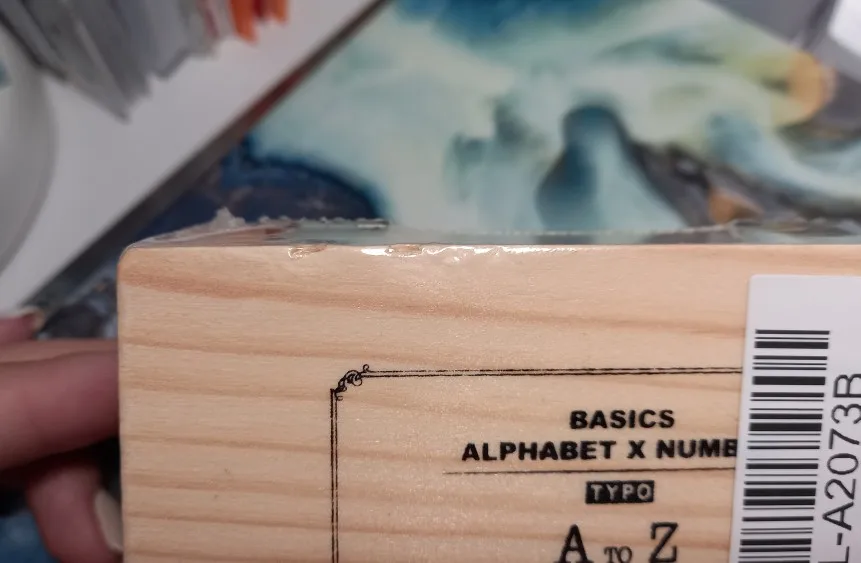 BASICS
ALPHABET X NUMB
TYPO
A TO Z
L-A2073B